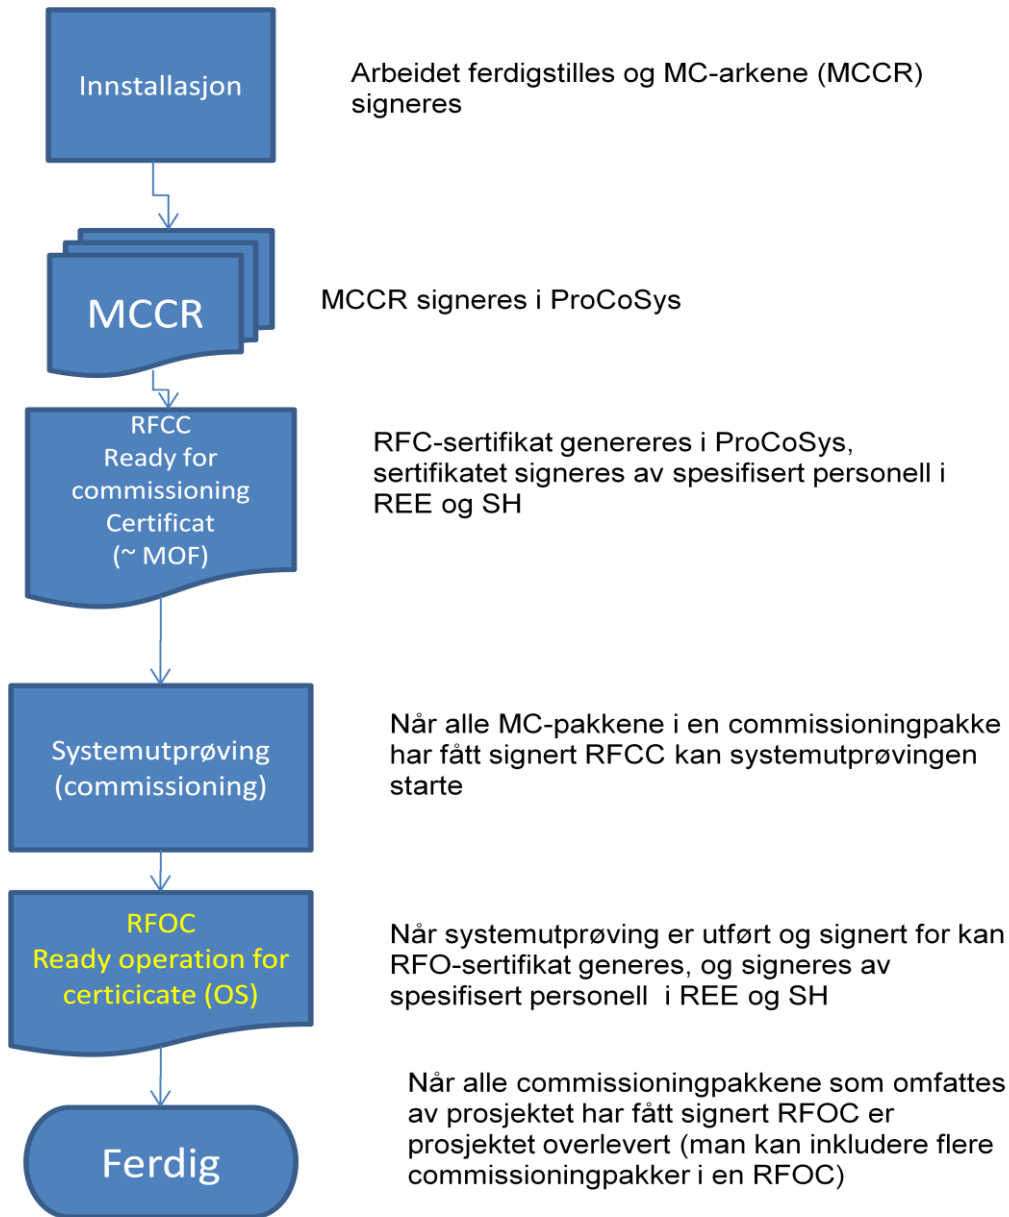 Innstallasjon
Arbeidet ferdigstilles og MC-arkene (MCCR)
signeres
MCCR
MCCR signeres i ProCoSys
RFCC
Ready for
commissioning
Certificat
(~ MOF)
RFC-sertifikat genereres i ProCoSys,
sertifikatet signeres av spesifisert personell i
REE og SH
Systemutprøving
(commissioning)
Når alle MC-pakkene i en commissioningpakke
har fått signert RFCC kan systemutprøvingen
starte
RFOC
Ready operation for
certicicate (OS)
Når systemutprøving er utført og signert for kan
RFO-sertifikat generes, og signeres av
spesifisert personell  i REE og SH
Ferdig
Når alle commissioningpakkene som omfattes
av prosjektet har fått signert RFOC er
prosjektet overlevert (man kan inkludere flere
commissioningpakker i en RFOC)